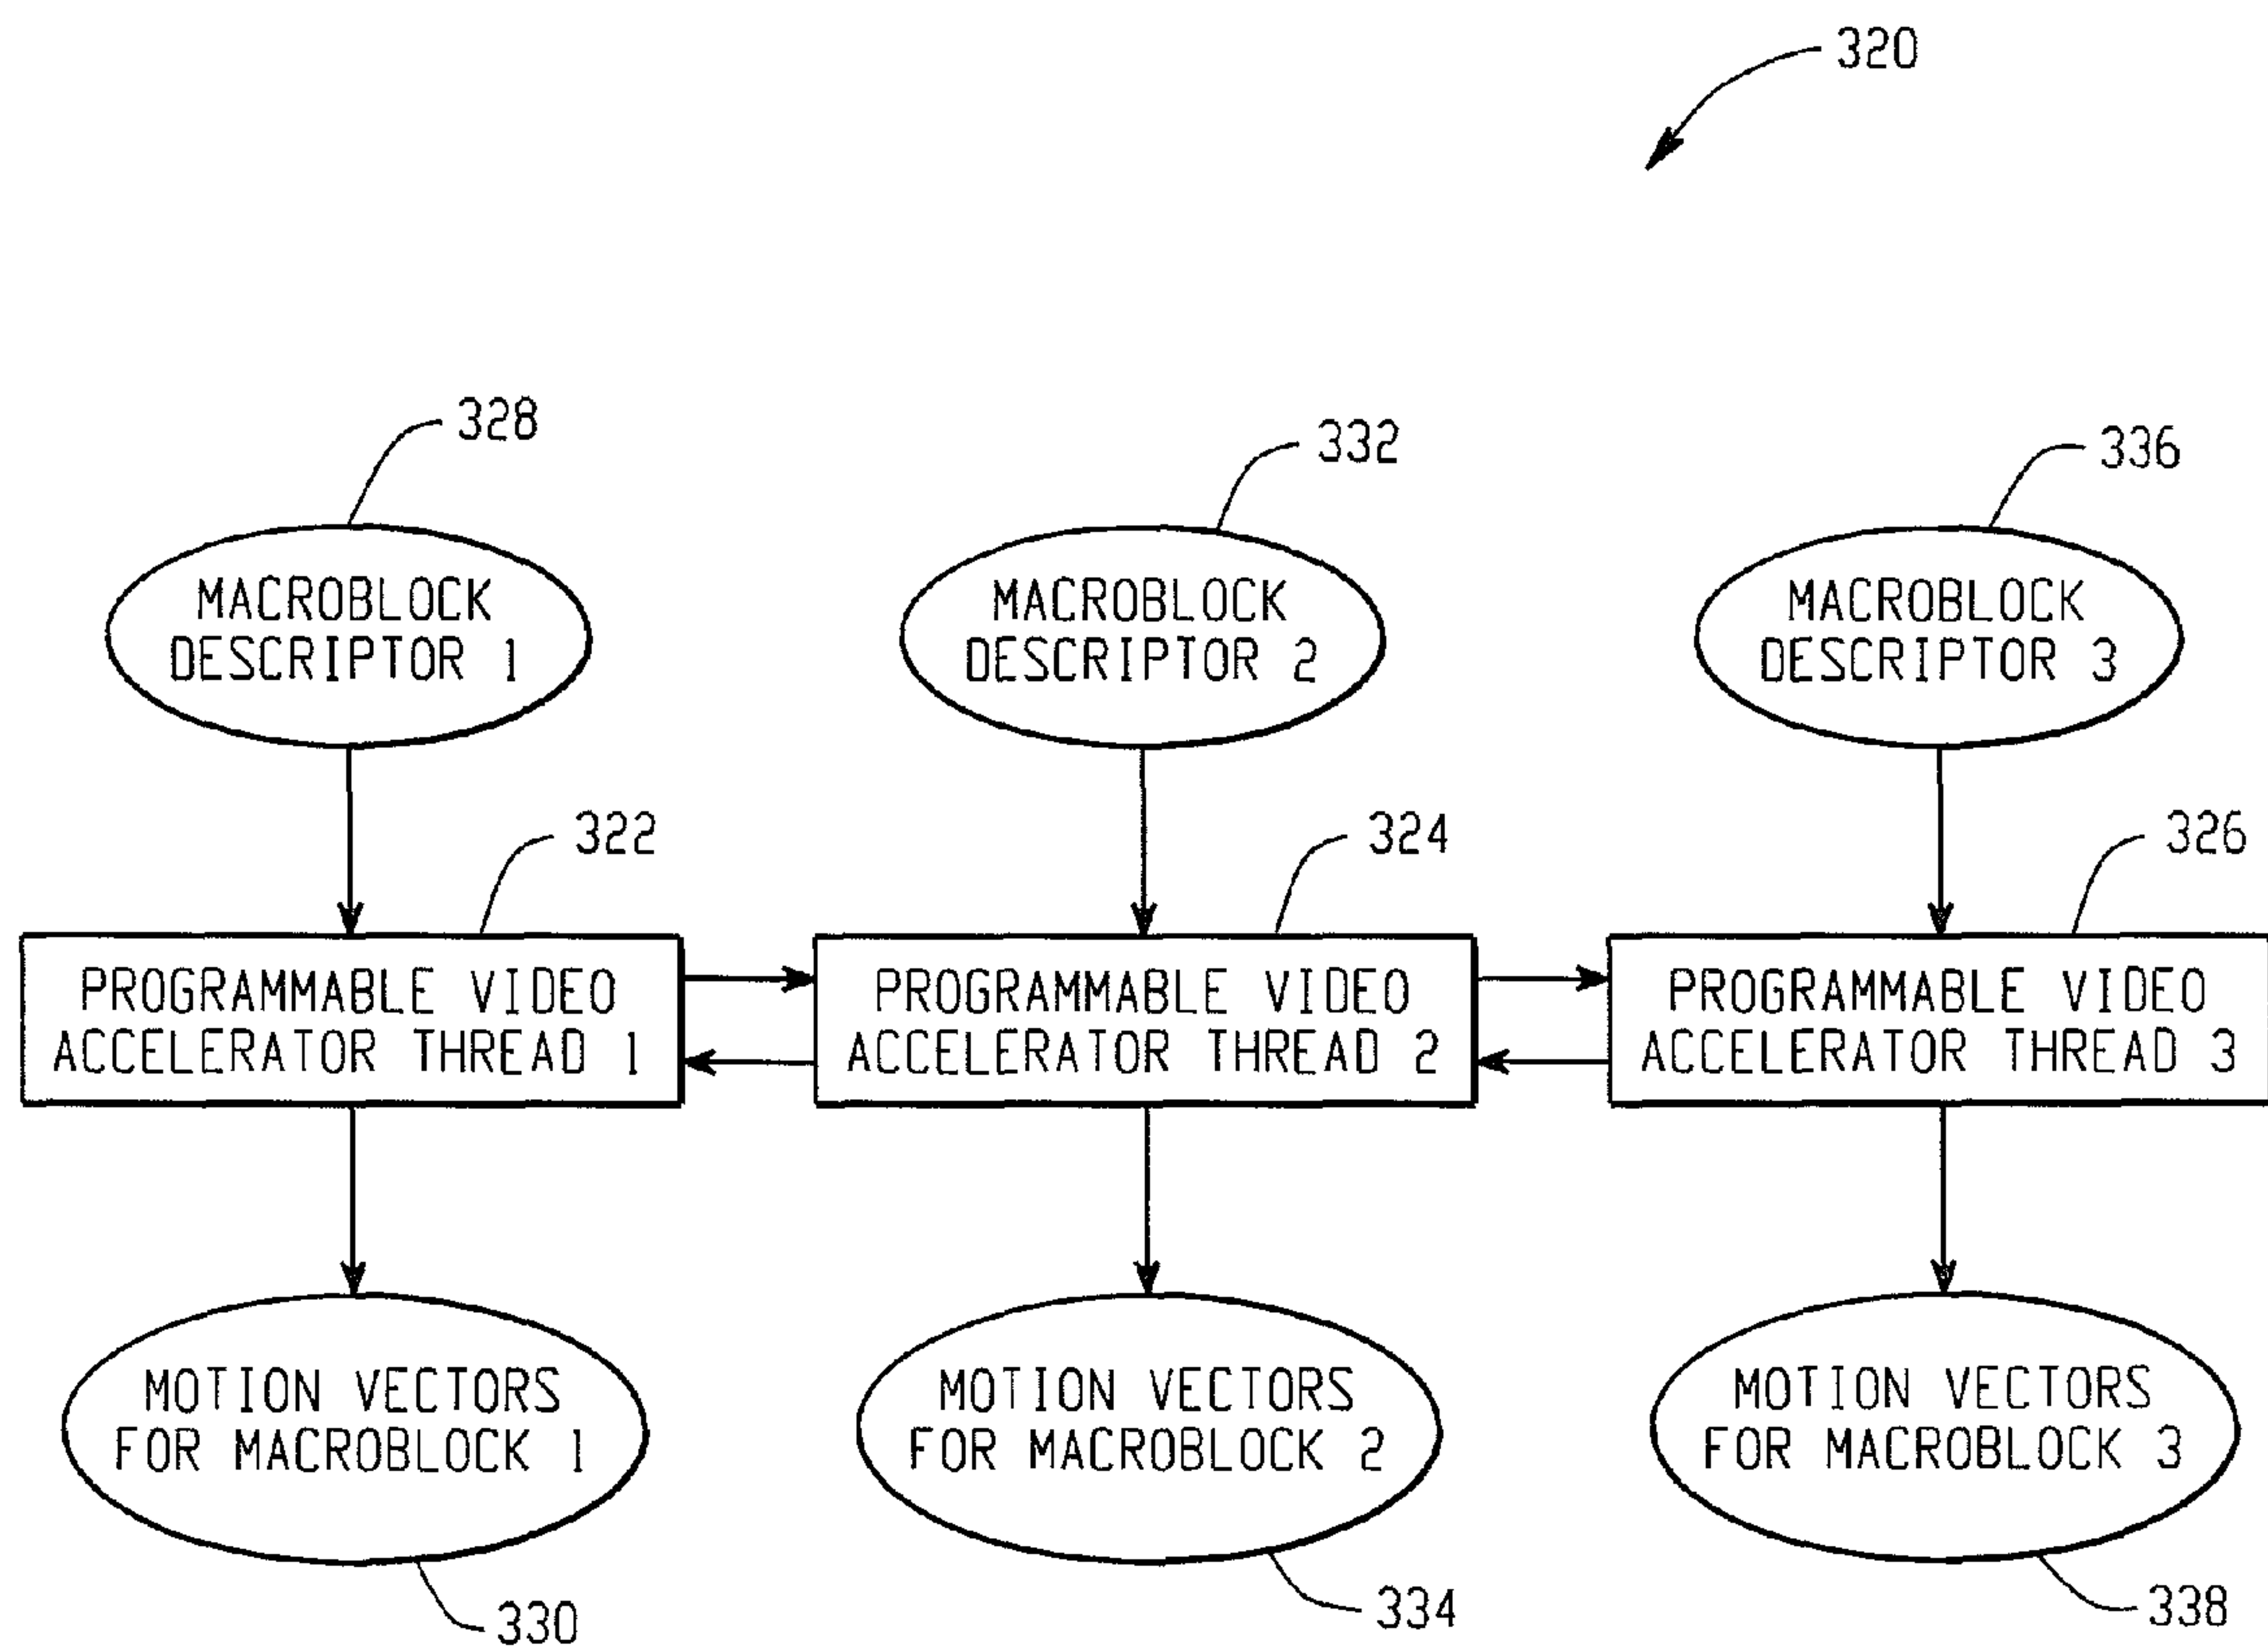 320
328
332
336
MACROBLOCK
DESCRIPTOR 1
MACROBLOCK
DESCRIPTOR 2
MACROBLOCK
DESCRIPTOR 3
322
324
326
PROGRAMMABLE VIDEO
ACCELERATOR THREAD 1
PROGRAMMABLE VIDEO
ACCELERATOR THREAD 2
PROGRAMMABLE VIDEO
ACCELERATOR THREAD 3
MOTION VECTORS
FOR MACROBLOCK 1
MOTION VECTORS
FOR MACROBLOCK 2
MOTION VECTORS
FOR MACROBLOCK 3
330
334
338